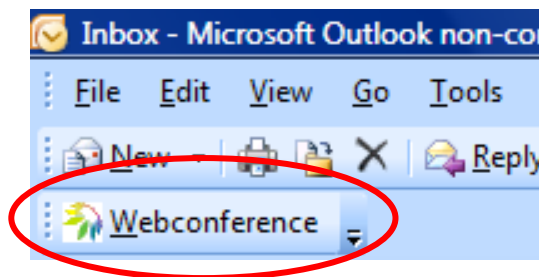 Inbox - Microsoft Outlook non-co
File Edit View Go Tools
New Reply
Webconference